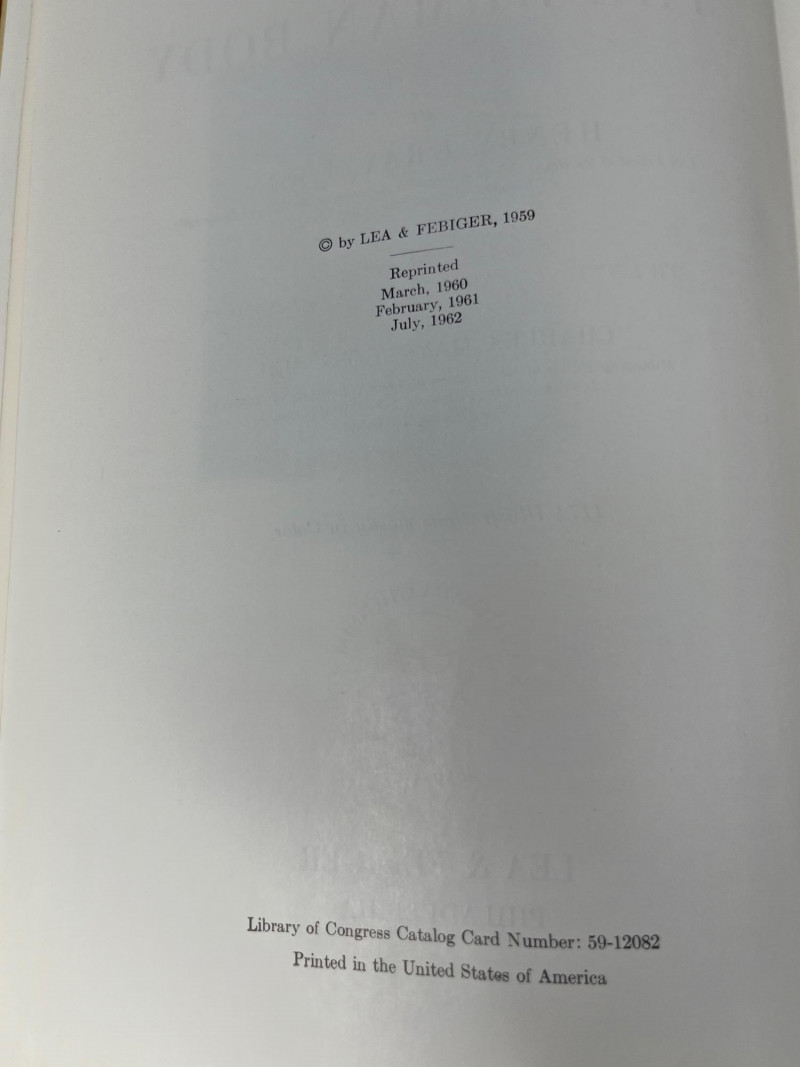 © by LEA & FEBIGER, 1959
Reprinted
March, 1960
February, 1961
July, 1962
Library of Congress Catalog Card Number: 59-12082
Printed in the United States of America